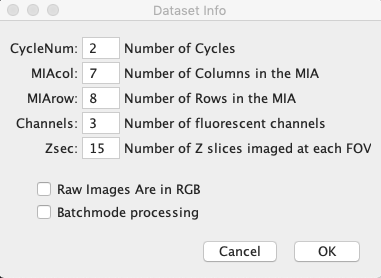 Dataset Info
CycleNum: 2 Number of Cycles
MIAcol: 7 Number of Columns in the MIA
MIArow: 8 Number of Rows in the MIA
Channels: 3 Number of fluorescent channels
Zsec: 15 Number of Z slices imaged at each FOV
Raw Images Are in RGB
Batchmode processing
Cancel OK